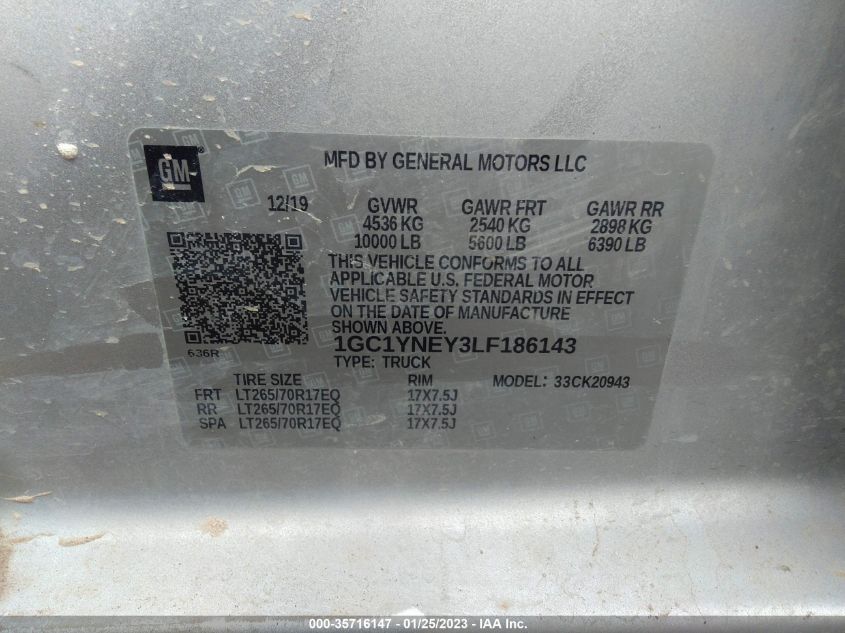 GM®
MFD BY GENERAL MOTORS LLC
12/19 GVWR GAWR FRT GAWR RR
4536 KG 2540 KG 2898 KG
10000 LB 5600 LB 6390 LB
THIS VEHICLE CONFORMS TO ALL
APPLICABLE U.S. FEDERAL MOTOR
VEHICLE SAFETY STANDARDS IN EFFECT
ON THE DATE OF MANUFACTURE
SHOWN ABOVE.
1GC1YNEY3LF186143
636R
TYPE: TRUCK
TIRE SIZE RIM MODEL: 33CK20943
FRT LT265/70R17EQ 17X7.5J
RR LT265/70R17EQ 17X7.5J
SPA LT265/70R17EQ 17X7.5J
000-35716147 - 01/25/2023 - IAA Inc.